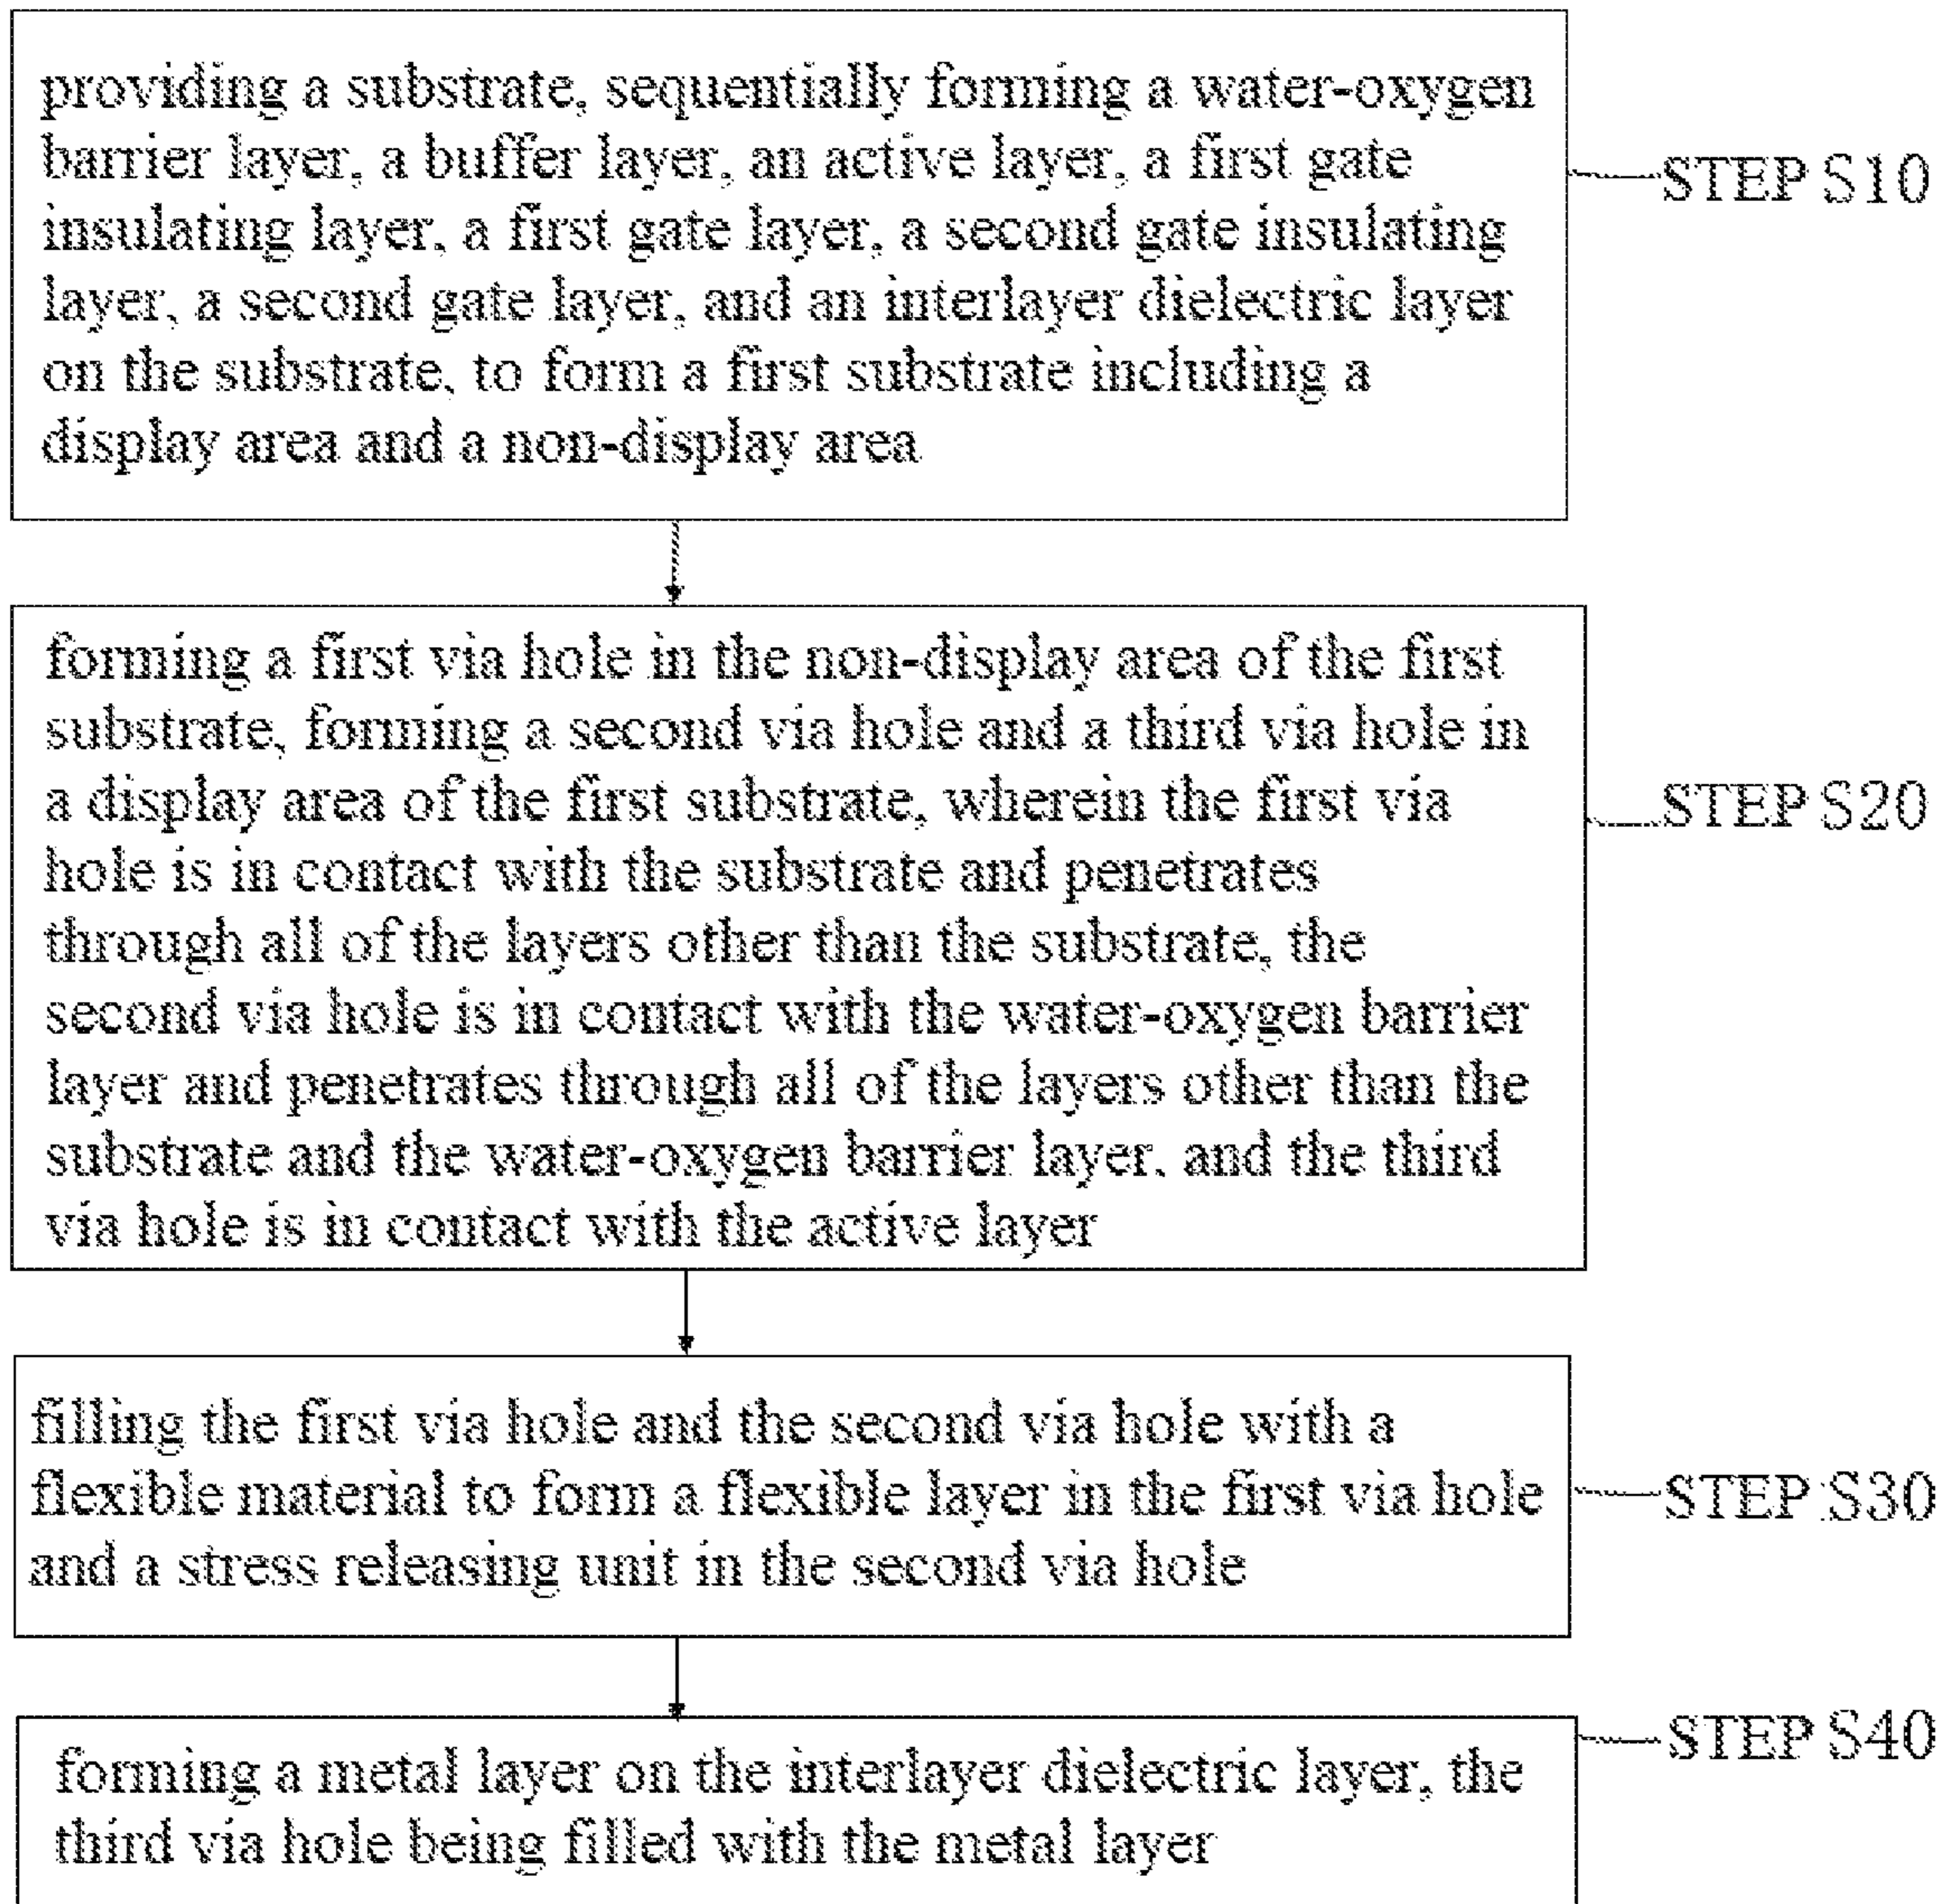 providing a substrate, sequentially forming a water-oxygen
barrier layer, a buffer layer, an active layer, a first gate
insulating layer, a first gate layer, a second gate insulating
layer, a second gate layer, and an interlayer dielectric layer
on the substrate, to form a first substrate including a
display area and a non-display area
STEP S10
forming a first via hole in the non-display area of the first
substrate, forming a second via hole and a third via hole in
a display area of the first substrate, wherein the first via
hole is in contact with the substrate and penetrates
through all of the layers other than the substrate, the
second via hole is in contact with the water-oxygen barrier
layer and penetrates through all of the layers other than the
substrate and the water-oxygen barrier layer, and the third
via hole is in contact with the active layer
STEP S20
filling the first via hole and the second via hole with a
flexible material to form a flexible layer in the first via hole
and a stress releasing unit in the second via hole
STEP S30
forming a metal layer on the interlayer dielectric layer, the
third via hole being filled with the metal layer
STEP S40